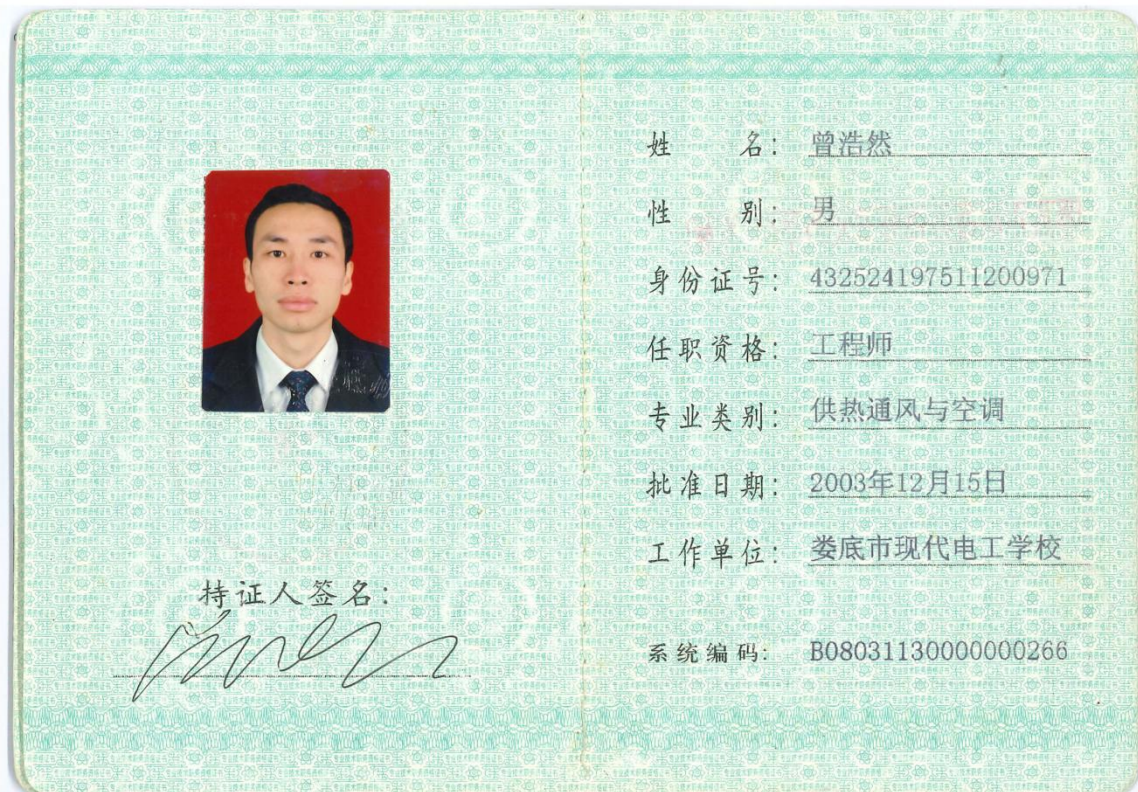 姓名：曾浩然
性别：男
身份证号：432524197511200971
任职资格：工程师
专业类别：供热通风与空调
批准日期：2003年12月15日
工作单位：娄底市现代电工学校
系统编码：B08031130000000266
持证人签名：